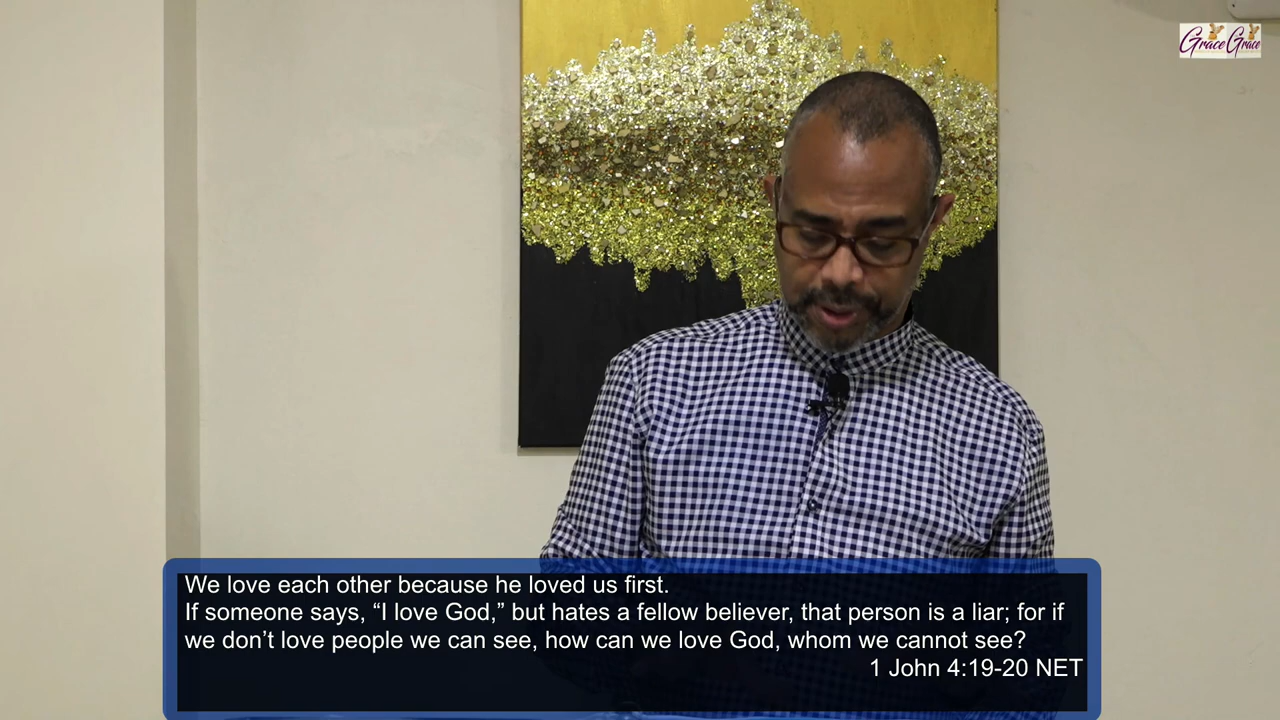 Grace Grace
We love each other because he loved us first.
If someone says, “I love God,” but hates a fellow believer, that person is a liar; for if
we don’t love people we can see, how can we love God, whom we cannot see?
1 John 4:19-20 NET